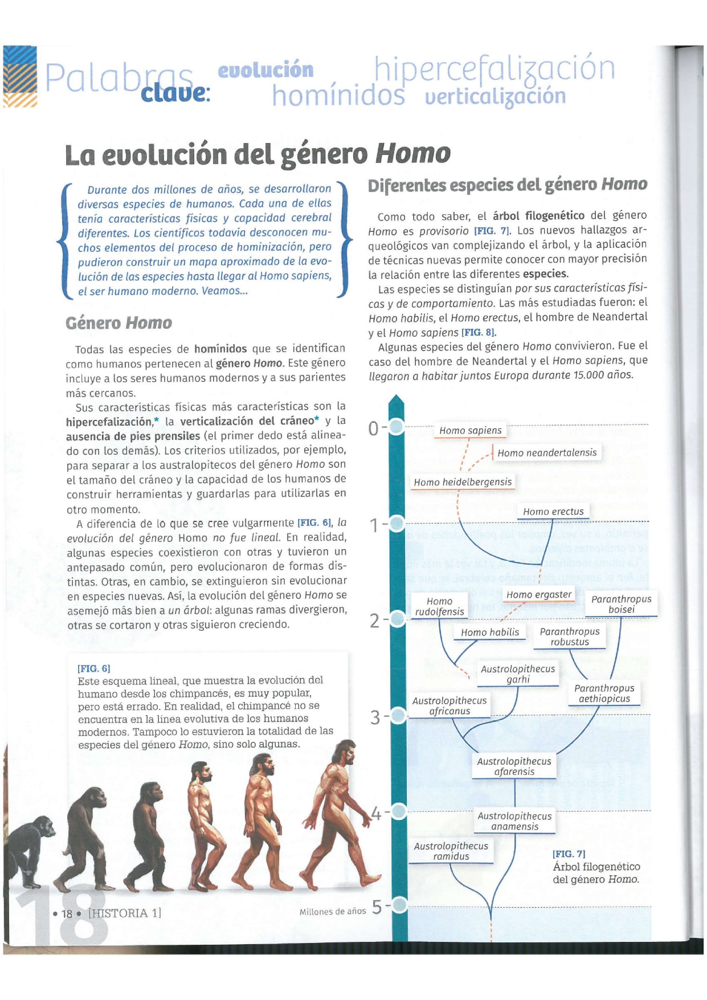 Palabras clave:
evolución
hipercefalización
homínidos
verticalización
La evolución del género Homo
Durante dos millones de años, se desarrollaron
diversas especies de humanos. Cada una de ellas
tenía características físicas y capacidad cerebral
diferentes. Los científicos todavía desconocen mu-
chos elementos del proceso de hominización, pero
pudieron construir un mapa aproximado de la evo-
lución de las especies hasta llegar al Homo sapiens,
el ser humano moderno. Veamos...
Género Homo
Todas las especies de homínidos que se identifican
como humanos pertenecen al género Homo. Este género
incluye a los seres humanos modernos y a sus parientes
más cercanos.
Sus características físicas más características son la
hipercefalización,* la verticalización del cráneo* y la
ausencia de pies prensiles (el primer dedo está alinea-
do con los demás). Los criterios utilizados, por ejemplo,
para separar a los australopitecos del género Homo son
el tamaño del cráneo y la capacidad de los humanos de
construir herramientas y guardarlas para utilizarlas en
otro momento.
A diferencia de lo que se cree vulgarmente [FIG. 6], la
evolución del género Homo no fue lineal. En realidad,
algunas especies coexistieron con otras y tuvieron un
antepasado común, pero evolucionaron de formas dis-
tintas. Otras, en cambio, se extinguieron sin evolucionar
en especies nuevas. Así, la evolución del género Homo se
asemejó más bien a un árbol: algunas ramas divergieron,
otras se cortaron y otras siguieron creciendo.
[FIG. 6]
Este esquema lineal, que muestra la evolución del
humano desde los chimpancés, es muy popular,
pero está errado. En realidad, el chimpancé no se
encuentra en la línea evolutiva de los humanos
modernos. Tampoco lo estuvieron la totalidad de las
especies del género Homo, sino solo algunas.
18
• 18 • [HISTORIA 1]
Diferentes especies del género Homo
Como todo saber, el árbol filogenético del género
Homo es provisorio [FIG. 7]. Los nuevos hallazgos ar-
queológicos van complejizando el árbol, y la aplicación
de técnicas nuevas permite conocer con mayor precisión
la relación entre las diferentes especies.
Las especies se distinguían por sus características físi-
cas y de comportamiento. Las más estudiadas fueron: el
Homo habilis, el Homo erectus, el hombre de Neandertal
y el Homo sapiens [FIG. 8].
Algunas especies del género Homo convivieron. Fue el
caso del hombre de Neandertal y el Homo sapiens, que
llegaron a habitar juntos Europa durante 15.000 años.
0
Homo sapiens
Homo neandertalensis
Homo heidelbergensis
Homo erectus
1
Homo ergaster
Homo
rudolfensis
Paranthropus
boisei
2
Homo habilis
Paranthropus
robustus
Austrolopithecus
garhi
Paranthropus
aethiopicus
Austrolopithecus
africanus
3
Austrolopithecus
afarensis
4
Austrolopithecus
anamensis
Austrolopithecus
ramidus
[FIG. 7]
Árbol filogenético
del género Homo.
Millones de años 5